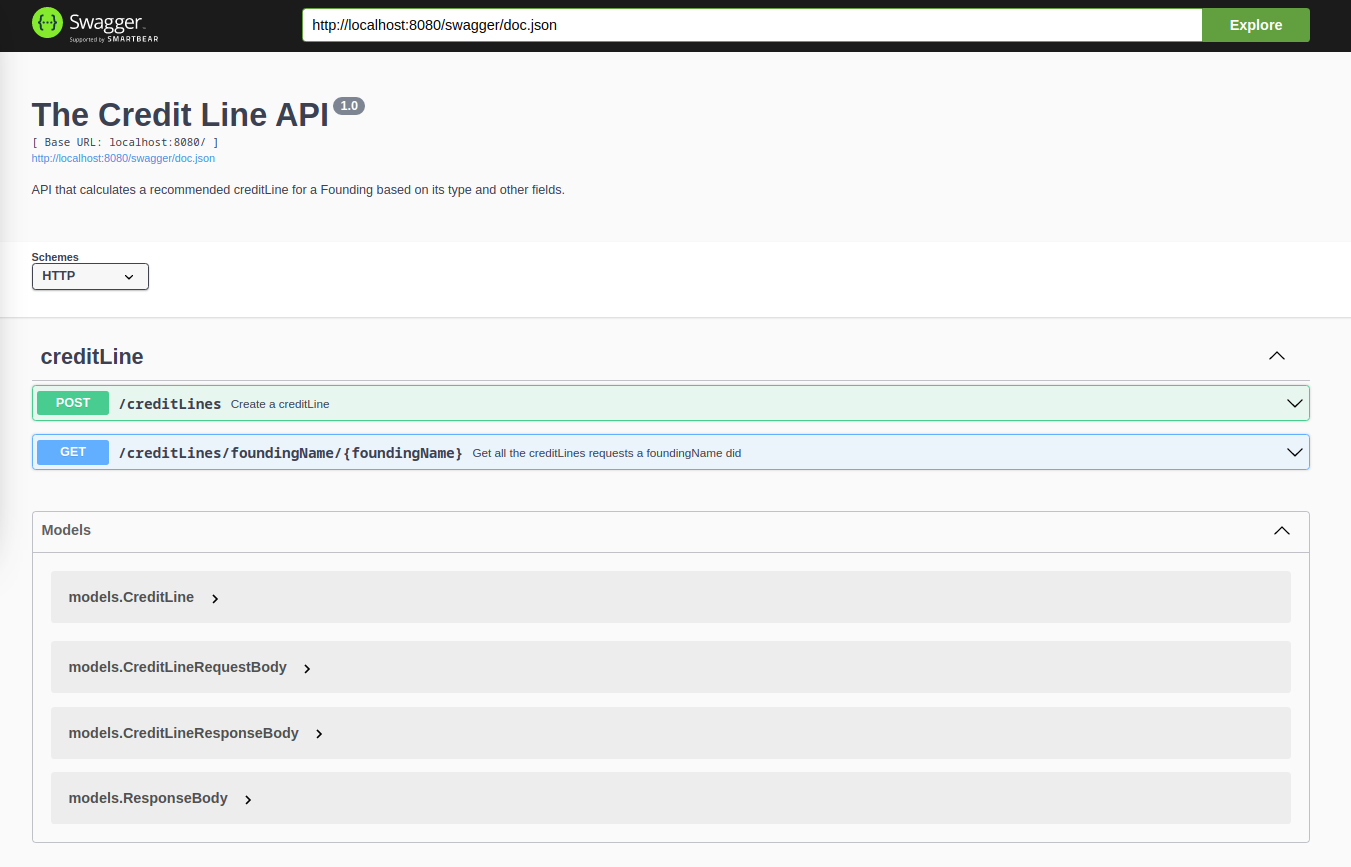 Swagger
Supported by SMARTBEAR
http://localhost:8080/swagger/doc.json
Explore
The Credit Line API 1.0
[ Base URL: localhost:8080/ ]
http://localhost:8080/swagger/doc.json
API that calculates a recommended creditLine for a Founding based on its type and other fields.
Schemes
HTTP
creditLine
POST /creditLines Create a creditLine
GET /creditLines/foundingName/{foundingName} Get all the creditLines requests a foundingName did
Models
models.CreditLine
models.CreditLineRequestBody
models.CreditLineResponseBody
models.ResponseBody